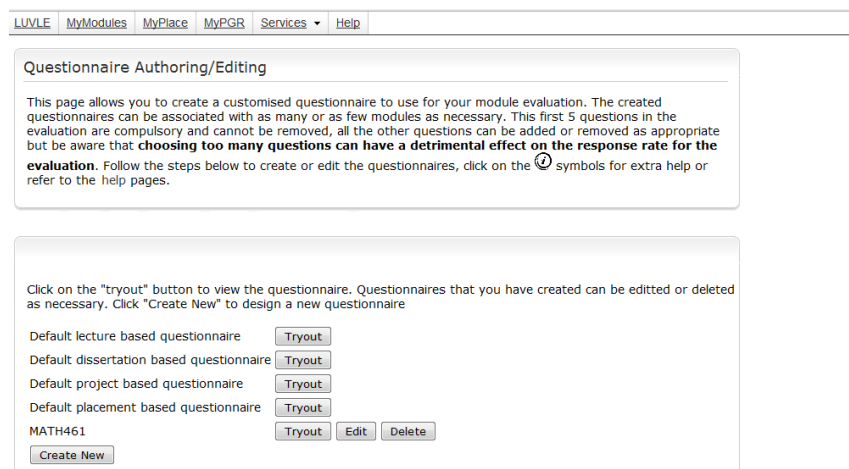 LUVLE MyModules MyPlace MyPGR Services Help
Questionnaire Authoring/Editing
This page allows you to create a customised questionnaire to use for your module evaluation. The created
questionnaires can be associated with as many or as few modules as necessary. This first 5 questions in the
evaluation are compulsory and cannot be removed, all the other questions can be added or removed as appropriate
but be aware that choosing too many questions can have a detrimental effect on the response rate for the
evaluation. Follow the steps below to create or edit the questionnaires, click on the i symbols for extra help or
refer to the help pages.
Click on the "tryout" button to view the questionnaire. Questionnaires that you have created can be editted or deleted
as necessary. Click "Create New" to design a new questionnaire
Default lecture based questionnaire Tryout
Default dissertation based questionnaire Tryout
Default project based questionnaire Tryout
Default placement based questionnaire Tryout
MATH461 Tryout Edit Delete
Create New